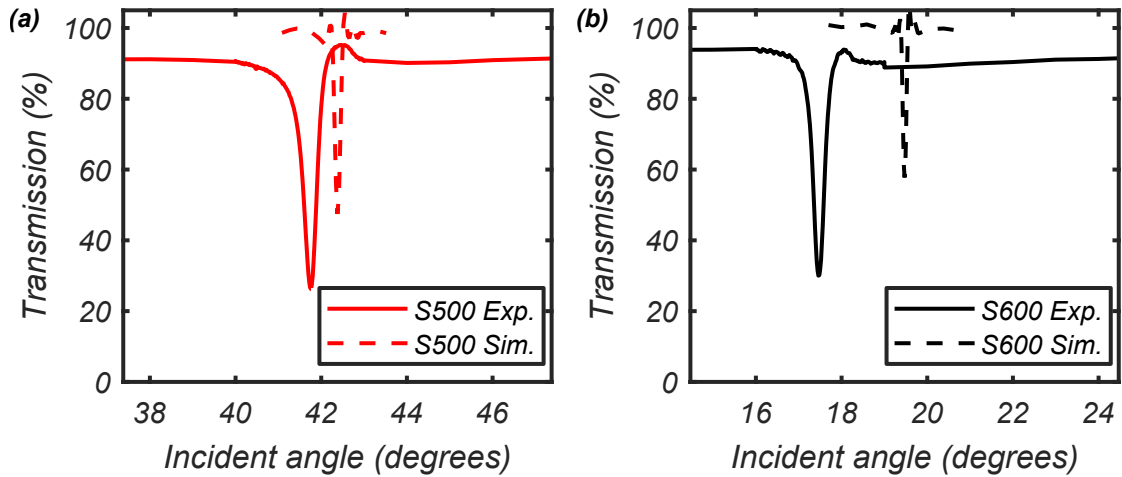 (a)
Transmission (%)
100
80
60
40
20
0
38 40 42 44 46
Incident angle (degrees)
S500 Exp.
S500 Sim.
(b)
Transmission (%)
100
80
60
40
20
0
16 18 20 22 24
Incident angle (degrees)
S600 Exp.
S600 Sim.